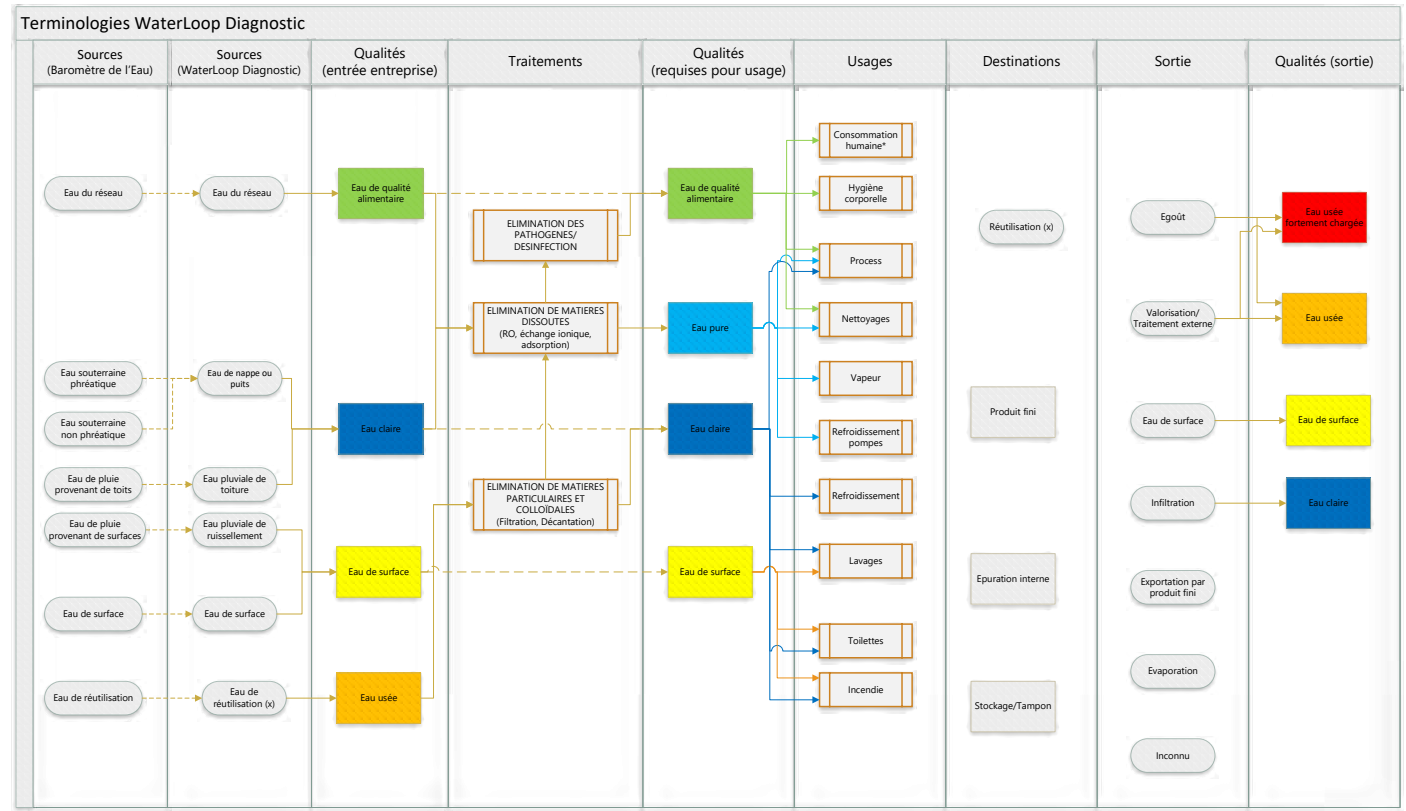 Terminologies WaterLoop Diagnostic
Sources
(Baromètre de l'Eau)
Sources
(WaterLoop Diagnostic)
Qualités
(entrée entreprise)
Traitements
Qualités
(requises pour usage)
Usages
Destinations
Sortie
Qualités (sortie)
Eau du réseau
Eau souterraine
phréatique
Eau souterraine
non phréatique
Eau de pluie
provenant de toits
Eau de pluie
provenant de surfaces
Eau de surface
Eau de réutilisation
Eau du réseau
Eau de nappe ou
puits
Eau pluviale de
toiture
Eau pluviale de
ruissellement
Eau de surface
Eau de
réutilisation (x)
Eau de qualité
alimentaire
Eau claire
Eau de surface
Eau usée
ELIMINATION DES
PATHOGENES/
DESINFECTION
ELIMINATION DE MATIERES
DISSOUTES
(RO, échange ionique,
adsorption)
ELIMINATION DE MATIERES
PARTICULAIRES ET
COLLOÏDALES
(Filtration, Décantation)
Eau de qualité
alimentaire
Eau pure
Eau claire
Eau de surface
Consommation
humaine*
Hygiène
corporelle
Process
Nettoyages
Vapeur
Refroidissement
pompes
Refroidissement
Lavages
Toilettes
Incendie
Réutilisation (x)
Produit fini
Epuration interne
Stockage/Tampon
Egoût
Valorisation/
Traitement externe
Eau de surface
Infiltration
Exportation par
produit fini
Evaporation
Inconnu
Eau usée
fortement chargée
Eau usée
Eau de surface
Eau claire